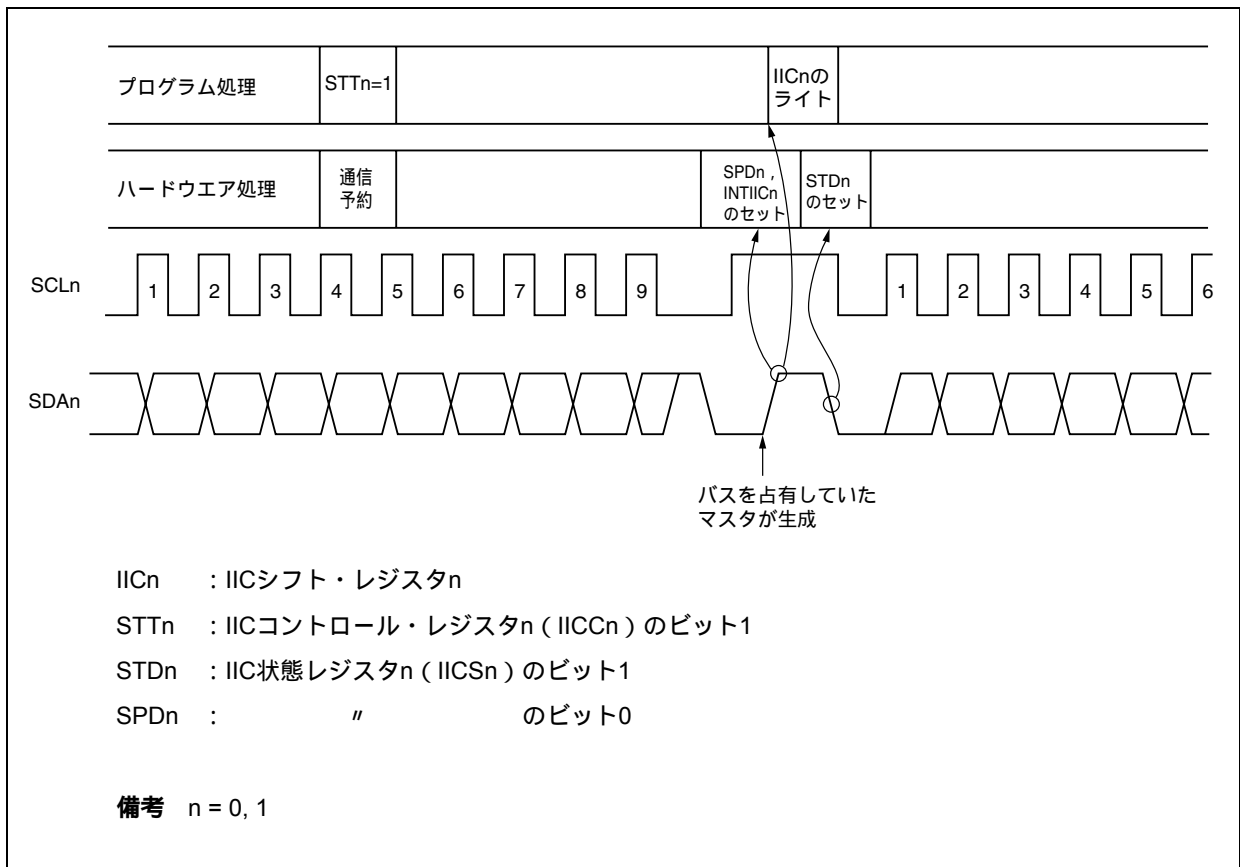 プログラム処理
STTn=1
IICnの
ライト
ハードウエア処理
通信
予約
SPDn ,
INTIICn
のセット
STDn
のセット
SCLn
1 2 3 4 5 6 7 8 9 1 2 3 4 5 6
SDAn
バスを占有していた
マスタが生成
IICn : IICシフト・レジスタn
STTn : IICコントロール・レジスタn（IICCn）のビット1
STDn : IIC状態レジスタn（IICSn）のビット1
SPDn : 〃 のビット0
備考 n = 0, 1